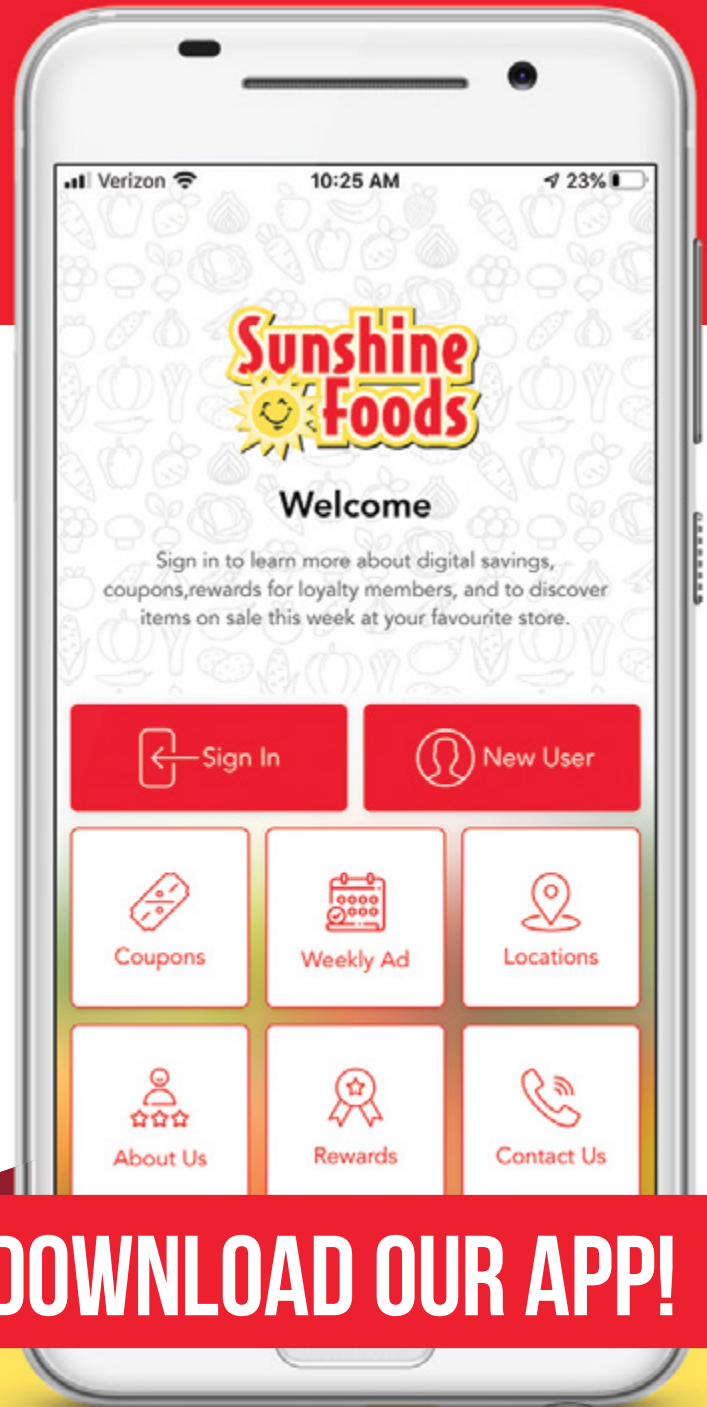 Verizon 10:25 AM 23%
Sunshine
Foods
Welcome
Sign in to learn more about digital savings,
coupons,rewards for loyalty members, and to discover
items on sale this week at your favourite store.
Sign In New User
Coupons Weekly Ad Locations
About Us Rewards Contact Us
DOWNLOAD OUR APP!